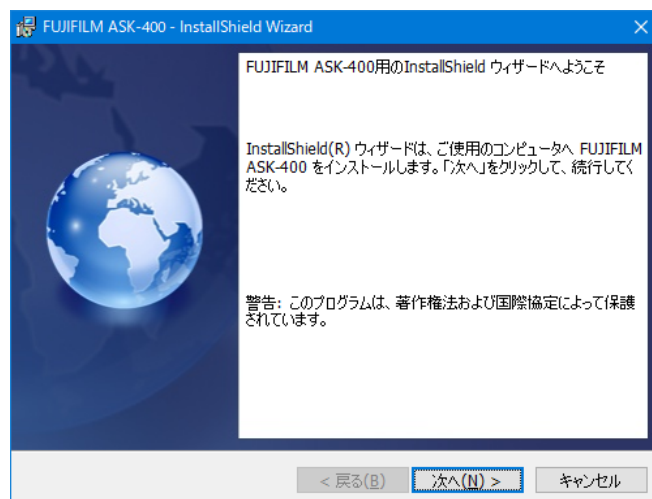 FUJIFILM ASK-400 - InstallShield Wizard
FUJIFILM ASK-400用のInstallShield ウィザードへようこそ
InstallShield(R) ウィザードは、ご使用のコンピュータへ FUJIFILM
ASK-400 をインストールします。「次へ」をクリックして、続行してく
ださい。
警告: このプログラムは、著作権法および国際協定によって保護
されています。
< 戻る(B)
次へ(N) >
キャンセル